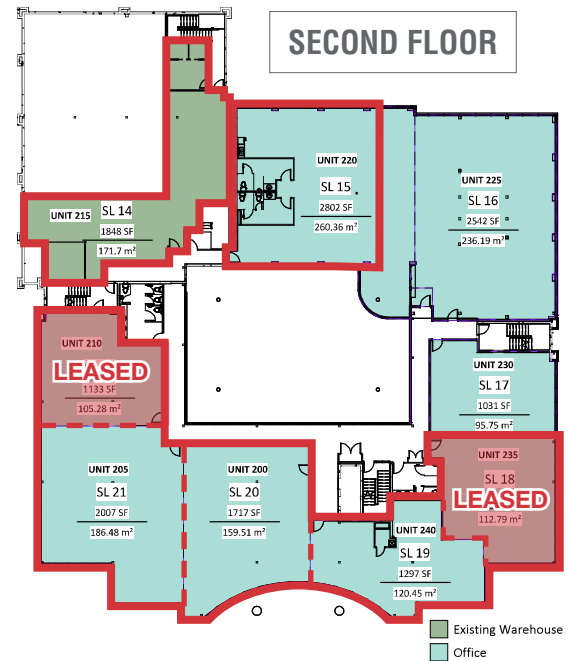 SECOND FLOOR
UNIT 220
SL 15
2802 SF
260.36 m²
UNIT 225
SL 16
2542 SF
236.19 m²
UNIT 215
SL 14
1848 SF
171.7 m²
UNIT 210
LEASED
1133 SF
105.28 m²
UNIT 230
SL 17
1031 SF
95.75 m²
UNIT 235
SL 18
LEASED
112.79 m²
UNIT 205
SL 21
2007 SF
186.48 m²
UNIT 200
SL 20
1717 SF
159.51 m²
UNIT 240
SL 19
1297 SF
120.45 m²
Existing Warehouse
Office